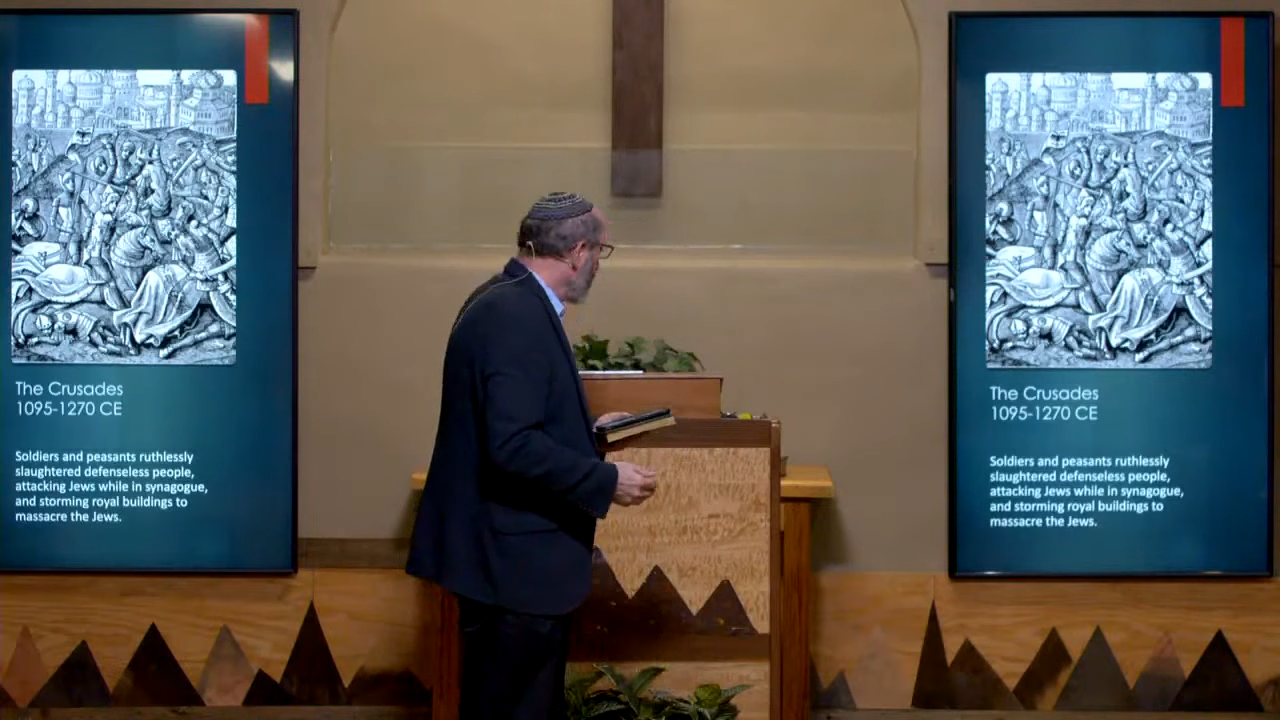 The Crusades
1095-1270 CE
Soldiers and peasants ruthlessly
slaughtered defenseless people,
attacking Jews while in synagogue,
and storming royal buildings to
massacre the Jews.
The Crusades
1095-1270 CE
Soldiers and peasants ruthlessly
slaughtered defenseless people,
attacking Jews while in synagogue,
and storming royal buildings to
massacre the Jews.